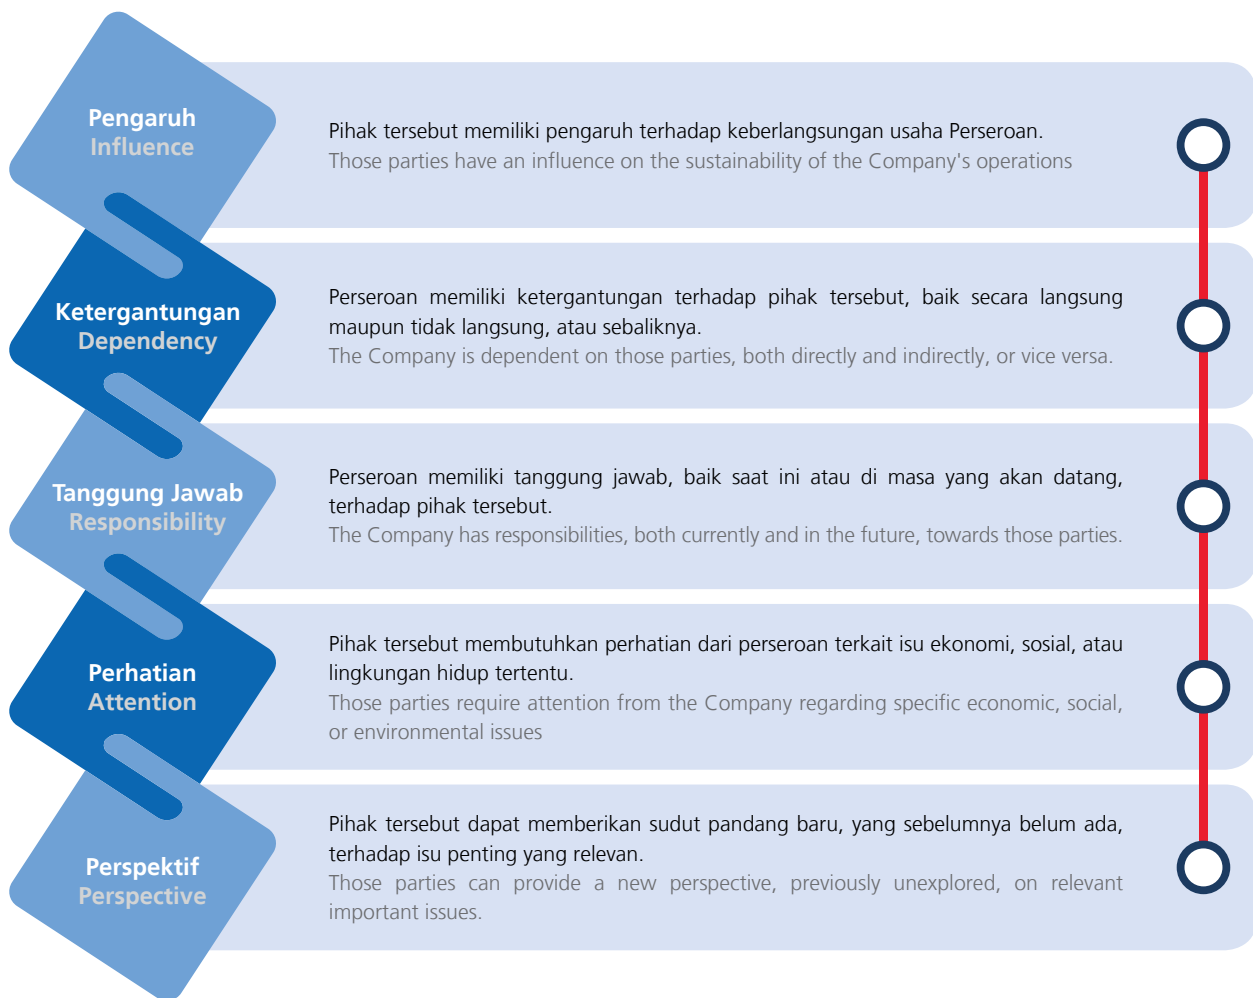 Pengaruh
Influence
Pihak tersebut memiliki pengaruh terhadap keberlangsungan usaha Perseroan.
Those parties have an influence on the sustainability of the Company's operations
Ketergantungan
Dependency
Perseroan memiliki ketergantungan terhadap pihak tersebut, baik secara langsung
maupun tidak langsung, atau sebaliknya.
The Company is dependent on those parties, both directly and indirectly, or vice versa.
Tanggung Jawab
Responsibility
Perseroan memiliki tanggung jawab, baik saat ini atau di masa yang akan datang,
terhadap pihak tersebut.
The Company has responsibilities, both currently and in the future, towards those parties.
Perhatian
Attention
Pihak tersebut membutuhkan perhatian dari perseroan terkait isu ekonomi, sosial, atau
lingkungan hidup tertentu.
Those parties require attention from the Company regarding specific economic, social,
or environmental issues
Perspektif
Perspective
Pihak tersebut dapat memberikan sudut pandang baru, yang sebelumnya belum ada,
terhadap isu penting yang relevan.
Those parties can provide a new perspective, previously unexplored, on relevant
important issues.